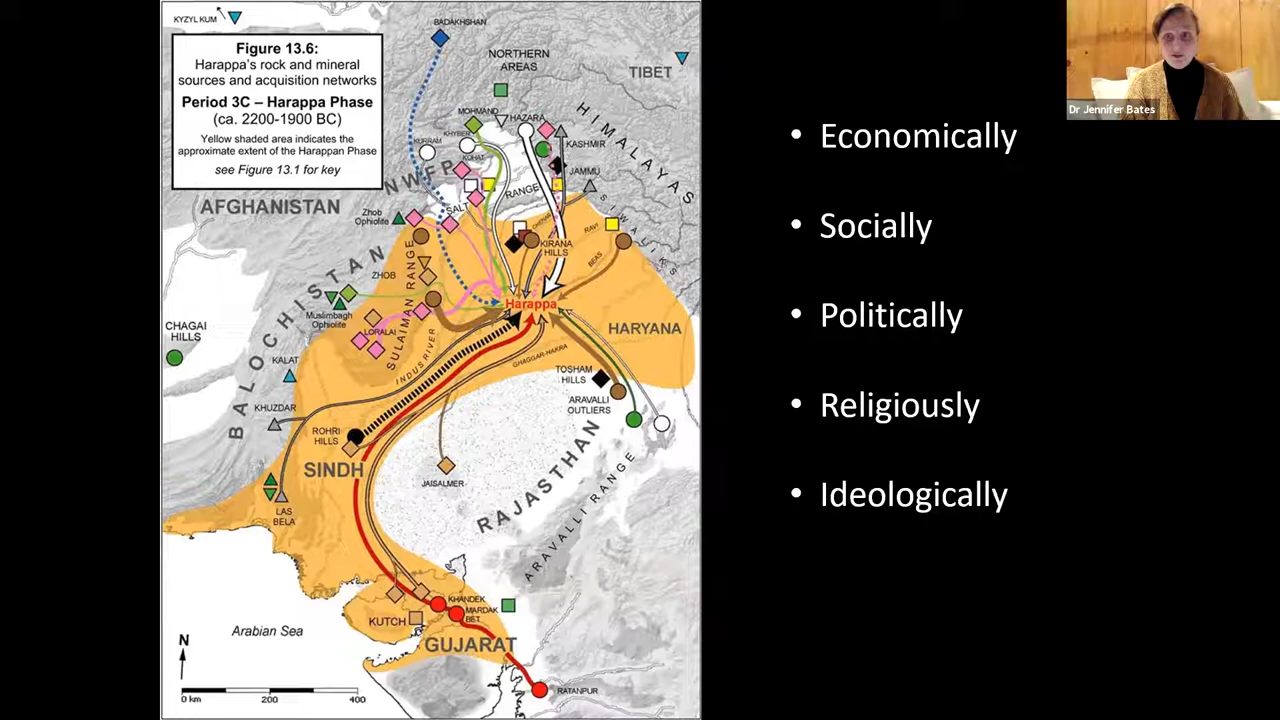 KYZYL KUM
BADAKHSHAN
Figure 13.6:
Harappa's rock and mineral
sources and acquisition networks
Period 3C – Harappa Phase
(ca. 2200-1900 BC)
Yellow shaded area indicates the
approximate extent of the Harappan Phase
see Figure 13.1 for key
NORTHERN
AREAS
TIBET
HIMALAYAS
MOHMAND
HAZARA
KHYBER
KURRAM
KOHAT
KASHMIR
JAMMU
NWFP
SALT
RANGE
SIWALIKS
AFGHANISTAN
Zhob
Ophiolite
CHINIOT
RAVI
KIRANA
HILLS
BEAS
ZHOB
SULAIMAN RANGE
Harappa
Muslimbagh
Ophiolite
LORALAI
HARYANA
CHAGAI
HILLS
BALOCHISTAN
INDUS RIVER
GHAGGAR-HAKRA
KALAT
TOSHAM
HILLS
ARAVALLI
OUTLIERS
KHUZDAR
ROHRI
HILLS
SINDH
JAISALMER
RAJASTHAN
ARAVALLI RANGE
LAS
BELA
KHANDEK
MARDAK
BET
KUTCH
Arabian Sea
GUJARAT
N
RATANPUR
0 km 200 400
Dr Jennifer Bates
• Economically
• Socially
• Politically
• Religiously
• Ideologically